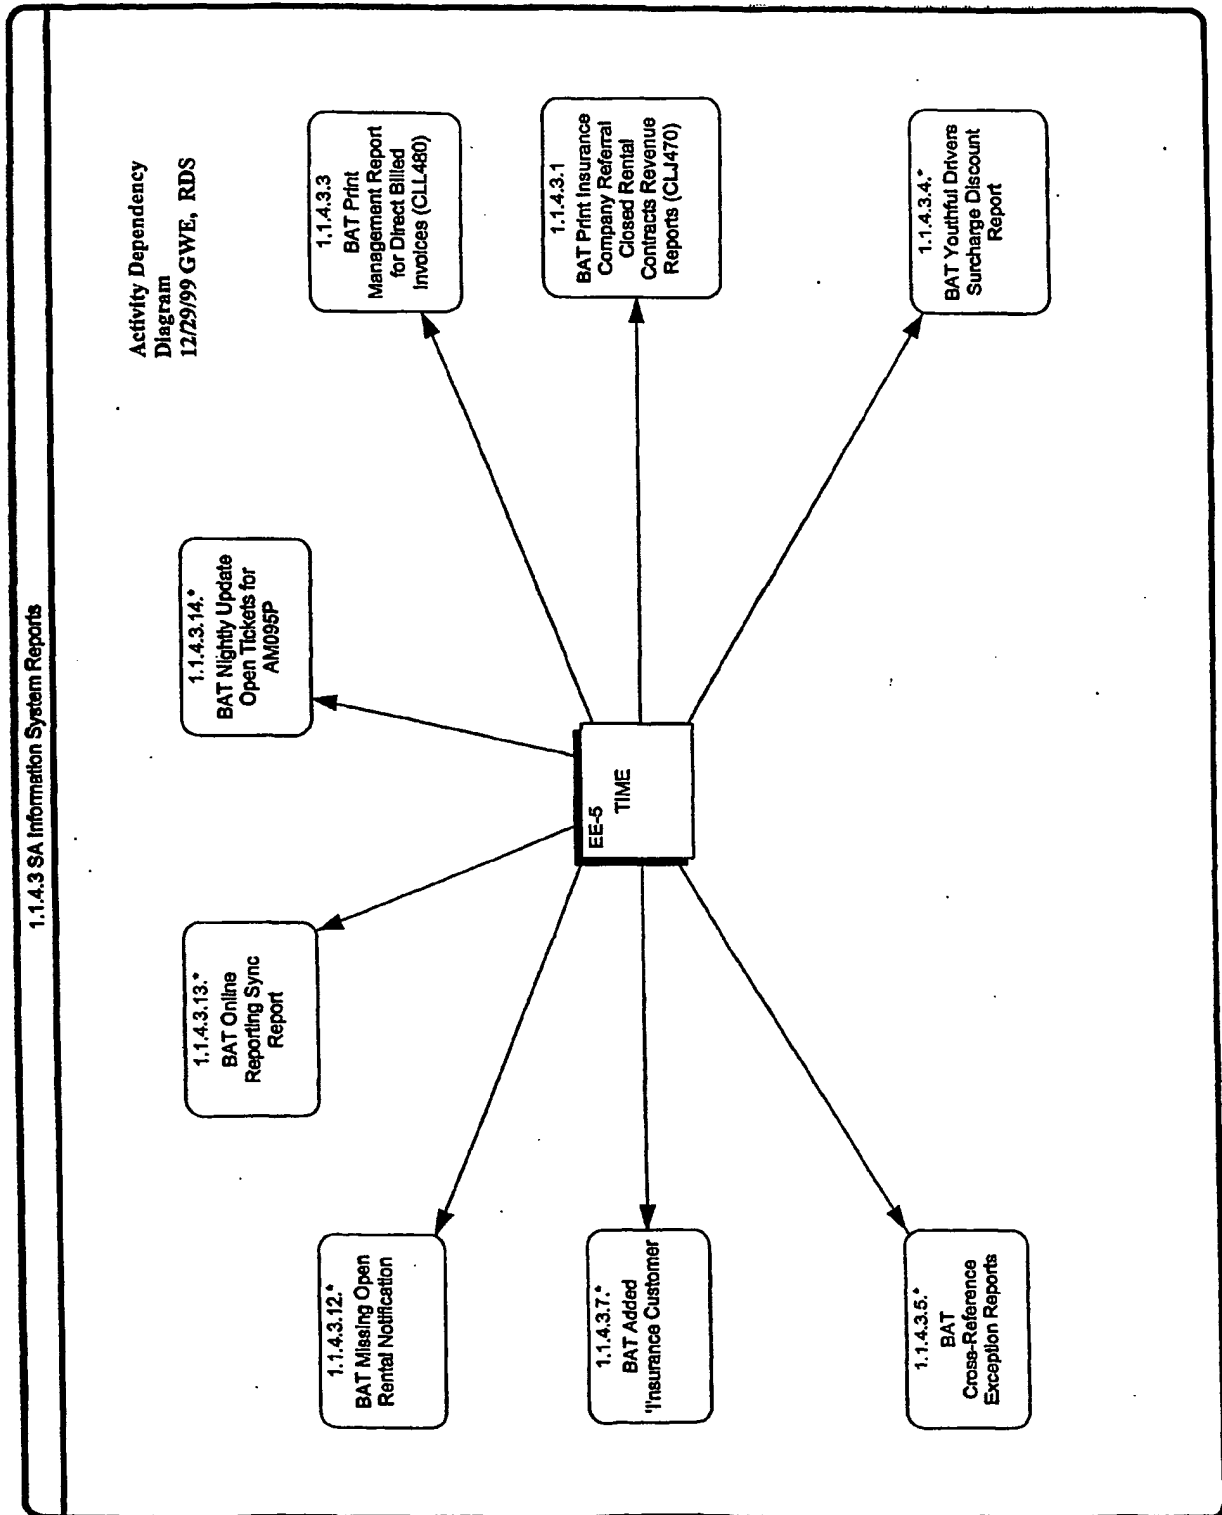 1.1.4.3 SA Information System Reports
Activity Dependency
Diagram
12/29/99 GWE, RDS
1.1.4.3.12.*
BAT Missing Open
Rental Notification
1.1.4.3.13.*
BAT Online
Reporting Sync
Report
1.1.4.3.14.*
BAT Nightly Update
Open Tickets for
AM095P
1.1.4.3.3
BAT Print
Management Report
for Direct Billed
Invoices (CLL480)
1.1.4.3.7.*
BAT Added
'I'nsurance Customer
EE-5
TIME
1.1.4.3.1
BAT Print Insurance
Company Referral
Closed Rental
Contracts Revenue
Reports (CLJ470)
1.1.4.3.5.*
BAT
Cross-Reference
Exception Reports
1.1.4.3.4.*
BAT Youthful Drivers
Surcharge Discount
Report